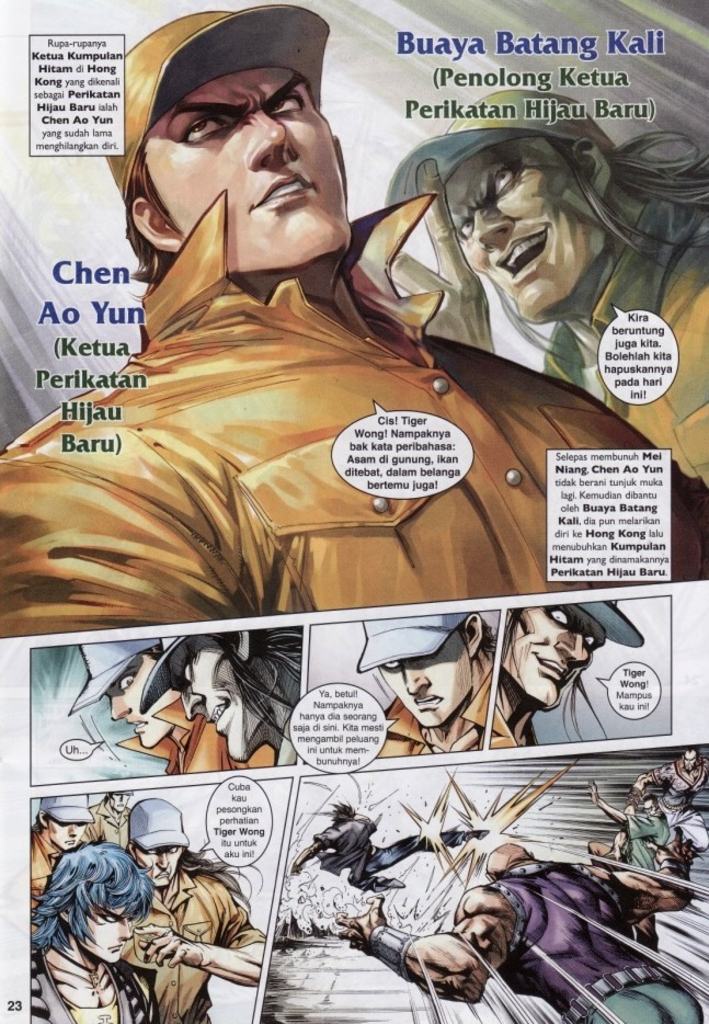 Rupa-rupanya
Ketua Kumpulan
Hitam di Hong
Kong yang dikenali
sebagai Perikatan
Hijau Baru ialah
Chen Ao Yun
yang sudah lama
menghilangkan diri.
Buaya Batang Kali
(Penolong Ketua
Perikatan Hijau Baru)
Chen
Ao Yun
(Ketua
Perikatan
Hijau
Baru)
Kira
beruntung
juga kita.
Bolehlah kita
hapuskannya
pada hari
ini!
Cis! Tiger
Wong! Nampaknya
bak kata peribahasa:
Asam di gunung, ikan
ditebat, dalam belanga
bertemu juga!
Selepas membunuh Mei
Niang, Chen Ao Yun
tidak berani tunjuk muka
lagi. Kemudian dibantu
oleh Buaya Batang
Kali, dia pun melarikan
diri ke Hong Kong lalu
menubuhkan Kumpulan
Hitam yang dinamakannya
Perikatan Hijau Baru.
Uh...
Ya, betul!
Nampaknya
hanya dia seorang
saja di sini. Kita mesti
mengambil peluang
ini untuk mem-
bunuhnya!
Tiger
Wong!
Mampus
kau ini!
Cuba
kau
pesongkan
perhatian
Tiger Wong
itu untuk
aku ini!
23